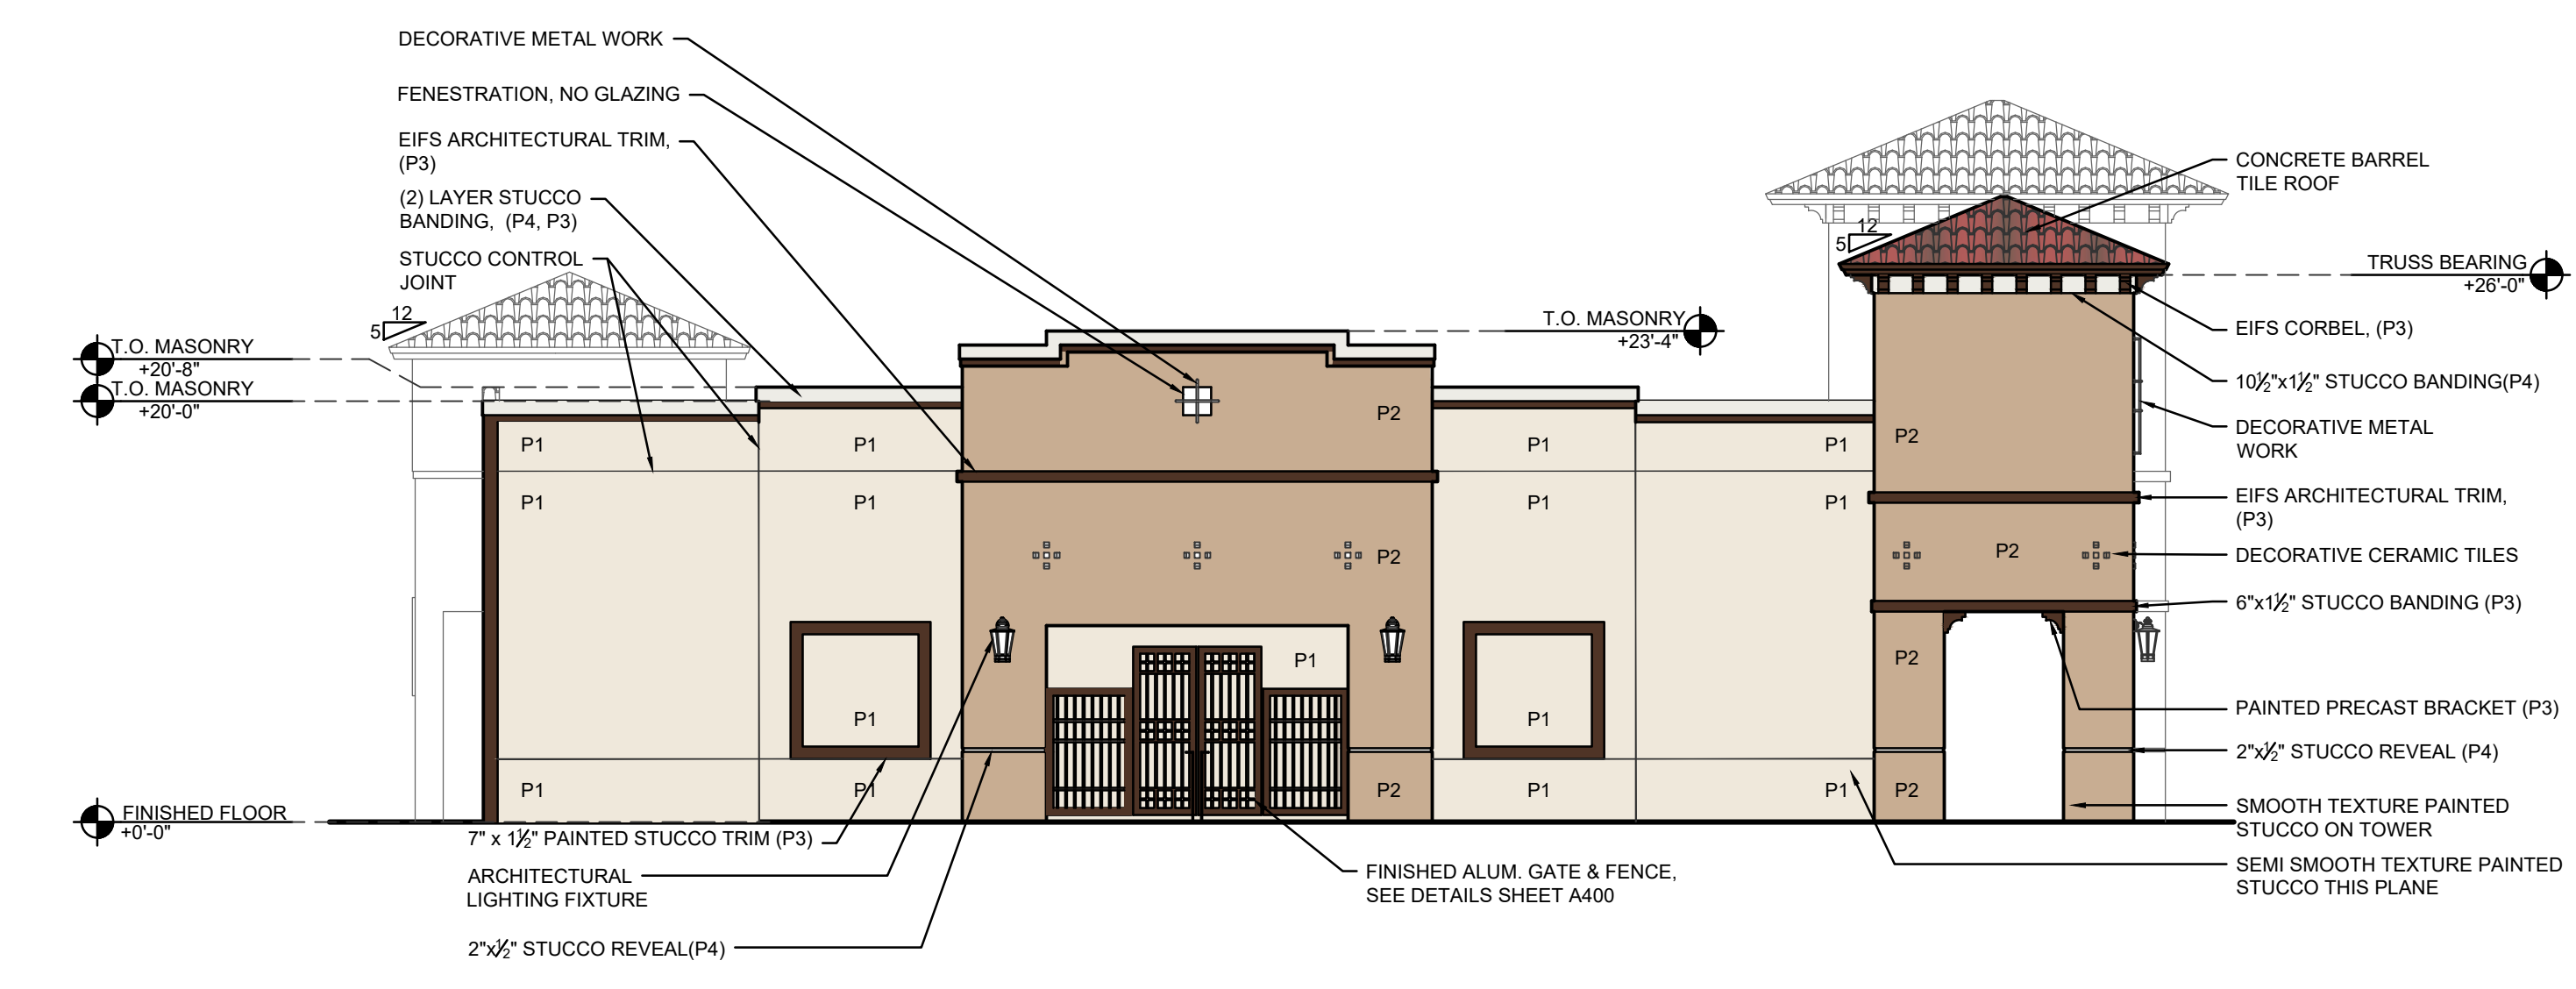 DECORATIVE METAL WORK
FENESTRATION, NO GLAZING
EIFS ARCHITECTURAL TRIM,
(P3)
(2) LAYER STUCCO
BANDING, (P4, P3)
STUCCO CONTROL
JOINT
12
5
T.O. MASONRY
+20'-8"
T.O. MASONRY
+20'-0"
FINISHED FLOOR
+0'-0"
T.O. MASONRY
+23'-4"
12
5
CONCRETE BARREL
TILE ROOF
TRUSS BEARING
+26'-0"
EIFS CORBEL, (P3)
10½"x1½" STUCCO BANDING(P4)
DECORATIVE METAL
WORK
EIFS ARCHITECTURAL TRIM,
(P3)
DECORATIVE CERAMIC TILES
6"x1½" STUCCO BANDING (P3)
PAINTED PRECAST BRACKET (P3)
2"x½" STUCCO REVEAL (P4)
SMOOTH TEXTURE PAINTED
STUCCO ON TOWER
SEMI SMOOTH TEXTURE PAINTED
STUCCO THIS PLANE
P1
P1
P2
P1
P1
P2
P1
P1
P1
P1
P2
P2
P1
P2
P1
P1
P1
P1
P1
P2
P1
P1
P2
7" x 1½" PAINTED STUCCO TRIM (P3)
ARCHITECTURAL
LIGHTING FIXTURE
2"x½" STUCCO REVEAL(P4)
FINISHED ALUM. GATE & FENCE,
SEE DETAILS SHEET A400